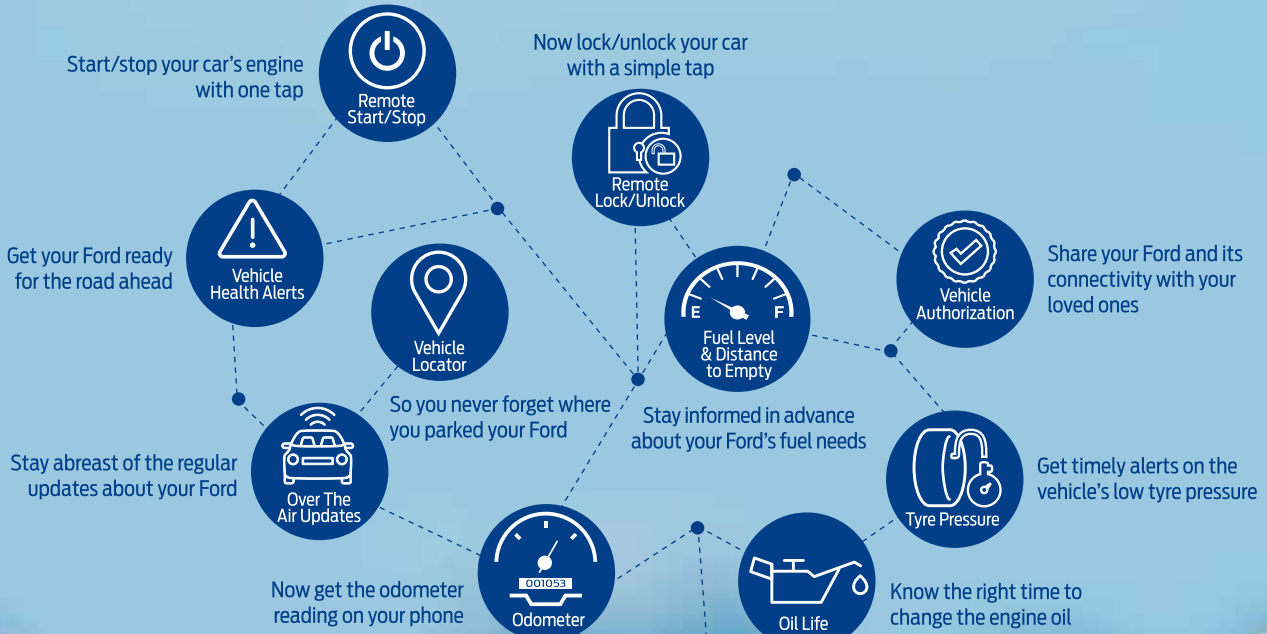 Start/stop your car's engine
with one tap
Remote
Start/Stop
Now lock/unlock your car
with a simple tap
Remote
Lock/Unlock
Get your Ford ready
for the road ahead
Vehicle
Health Alerts
Vehicle
Locator
So you never forget where
you parked your Ford
E F
Fuel Level
& Distance
to Empty
Stay informed in advance
about your Ford's fuel needs
Vehicle
Authorization
Share your Ford and its
connectivity with your
loved ones
Stay abreast of the regular
updates about your Ford
Over The
Air Updates
Tyre Pressure
Get timely alerts on the
vehicle's low tyre pressure
Now get the odometer
reading on your phone
001053
Odometer
Oil Life
Know the right time to
change the engine oil